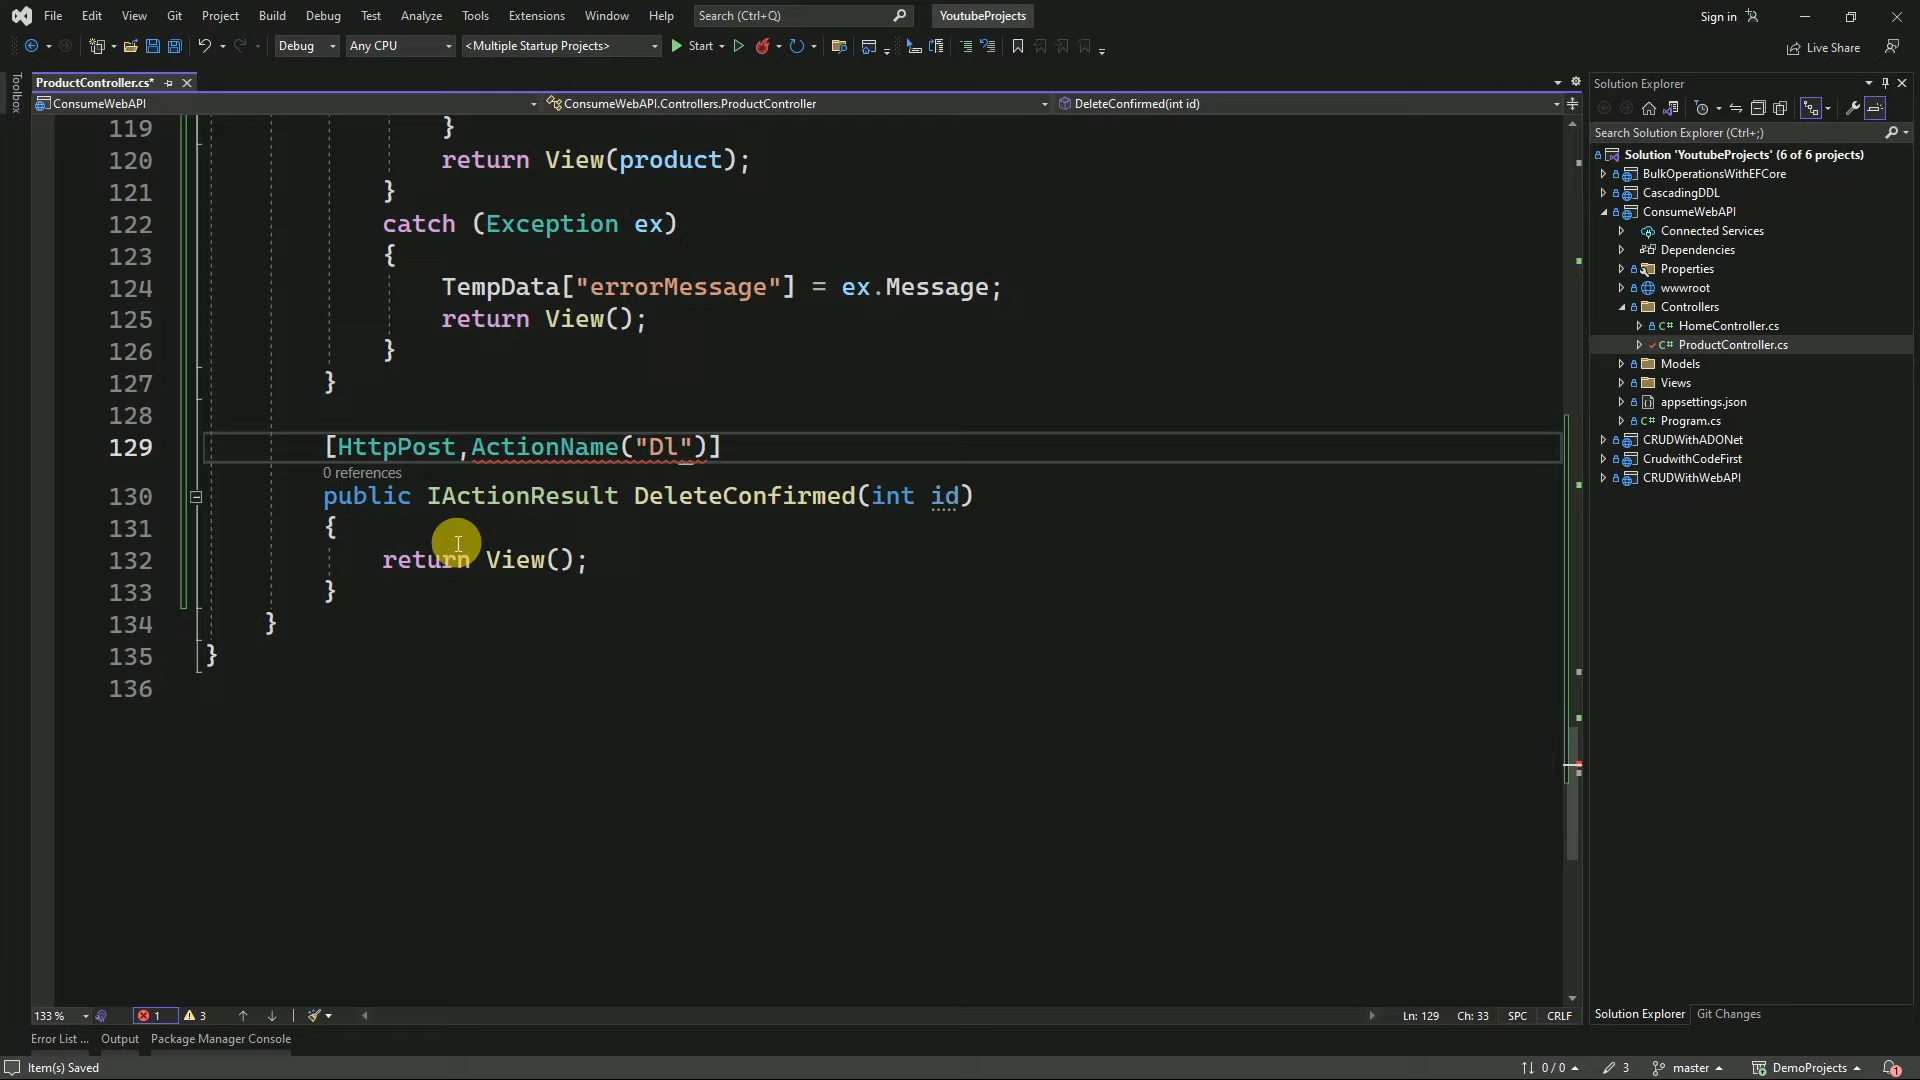 File Edit View Git Project Build Debug Test Analyze Tools Extensions Window Help Search (Ctrl+Q) YoutubeProjects Sign in
Debug Any CPU <Multiple Startup Projects> Start Live Share
Toolbox
ProductController.cs*
ConsumeWebAPI ConsumeWebAPI.Controllers.ProductController DeleteConfirmed(int id)
119 }
120 return View(product);
121 }
122 catch (Exception ex)
123 {
124 TempData["errorMessage"] = ex.Message;
125 return View();
126 }
127 }
128
129 [HttpPost,ActionName("Dl")]
0 references
130 public IActionResult DeleteConfirmed(int id)
131 {
132 return View();
133 }
134 }
135 }
136
133 % 1 3 Ln: 129 Ch: 33 SPC CRLF
Error List ... Output Package Manager Console
Item(s) Saved 0 / 0 3 master DemoProjects 1
Solution Explorer
Search Solution Explorer (Ctrl+;)
Solution 'YoutubeProjects' (6 of 6 projects)
BulkOperationsWithEFCore
CascadingDDL
ConsumeWebAPI
Connected Services
Dependencies
Properties
wwwroot
Controllers
C# HomeController.cs
C# ProductController.cs
Models
Views
appsettings.json
C# Program.cs
CRUDWithADONet
CrudwithCodeFirst
CRUDWithWebAPI
Solution Explorer Git Changes